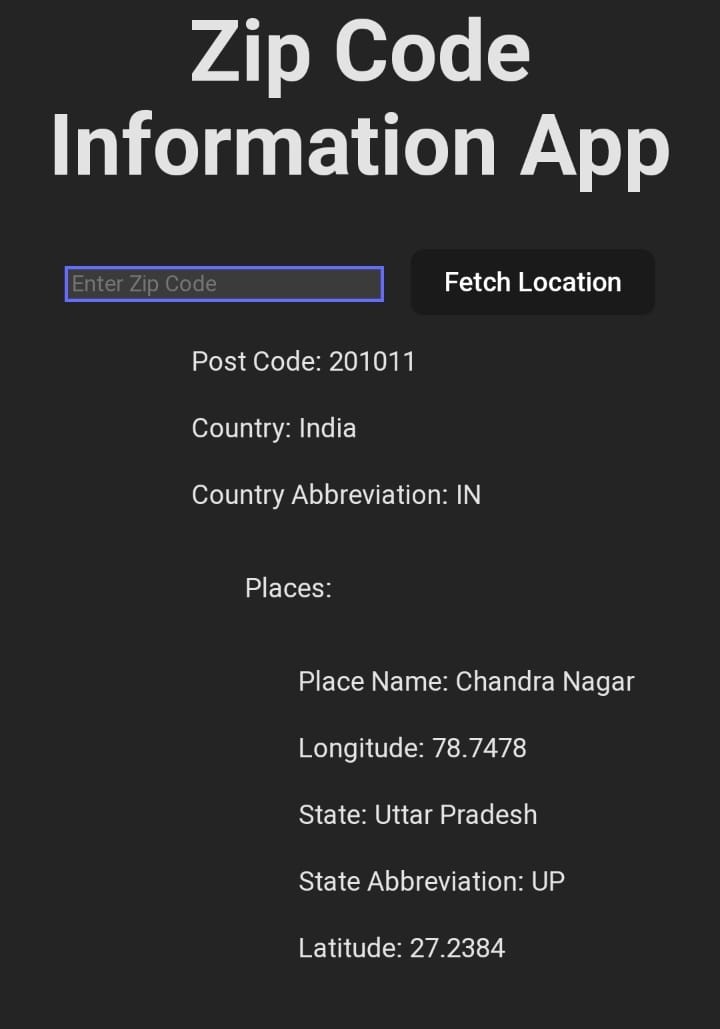 Zip Code
Information App
Enter Zip Code
Fetch Location
Post Code: 201011
Country: India
Country Abbreviation: IN
Places:
Place Name: Chandra Nagar
Longitude: 78.7478
State: Uttar Pradesh
State Abbreviation: UP
Latitude: 27.2384